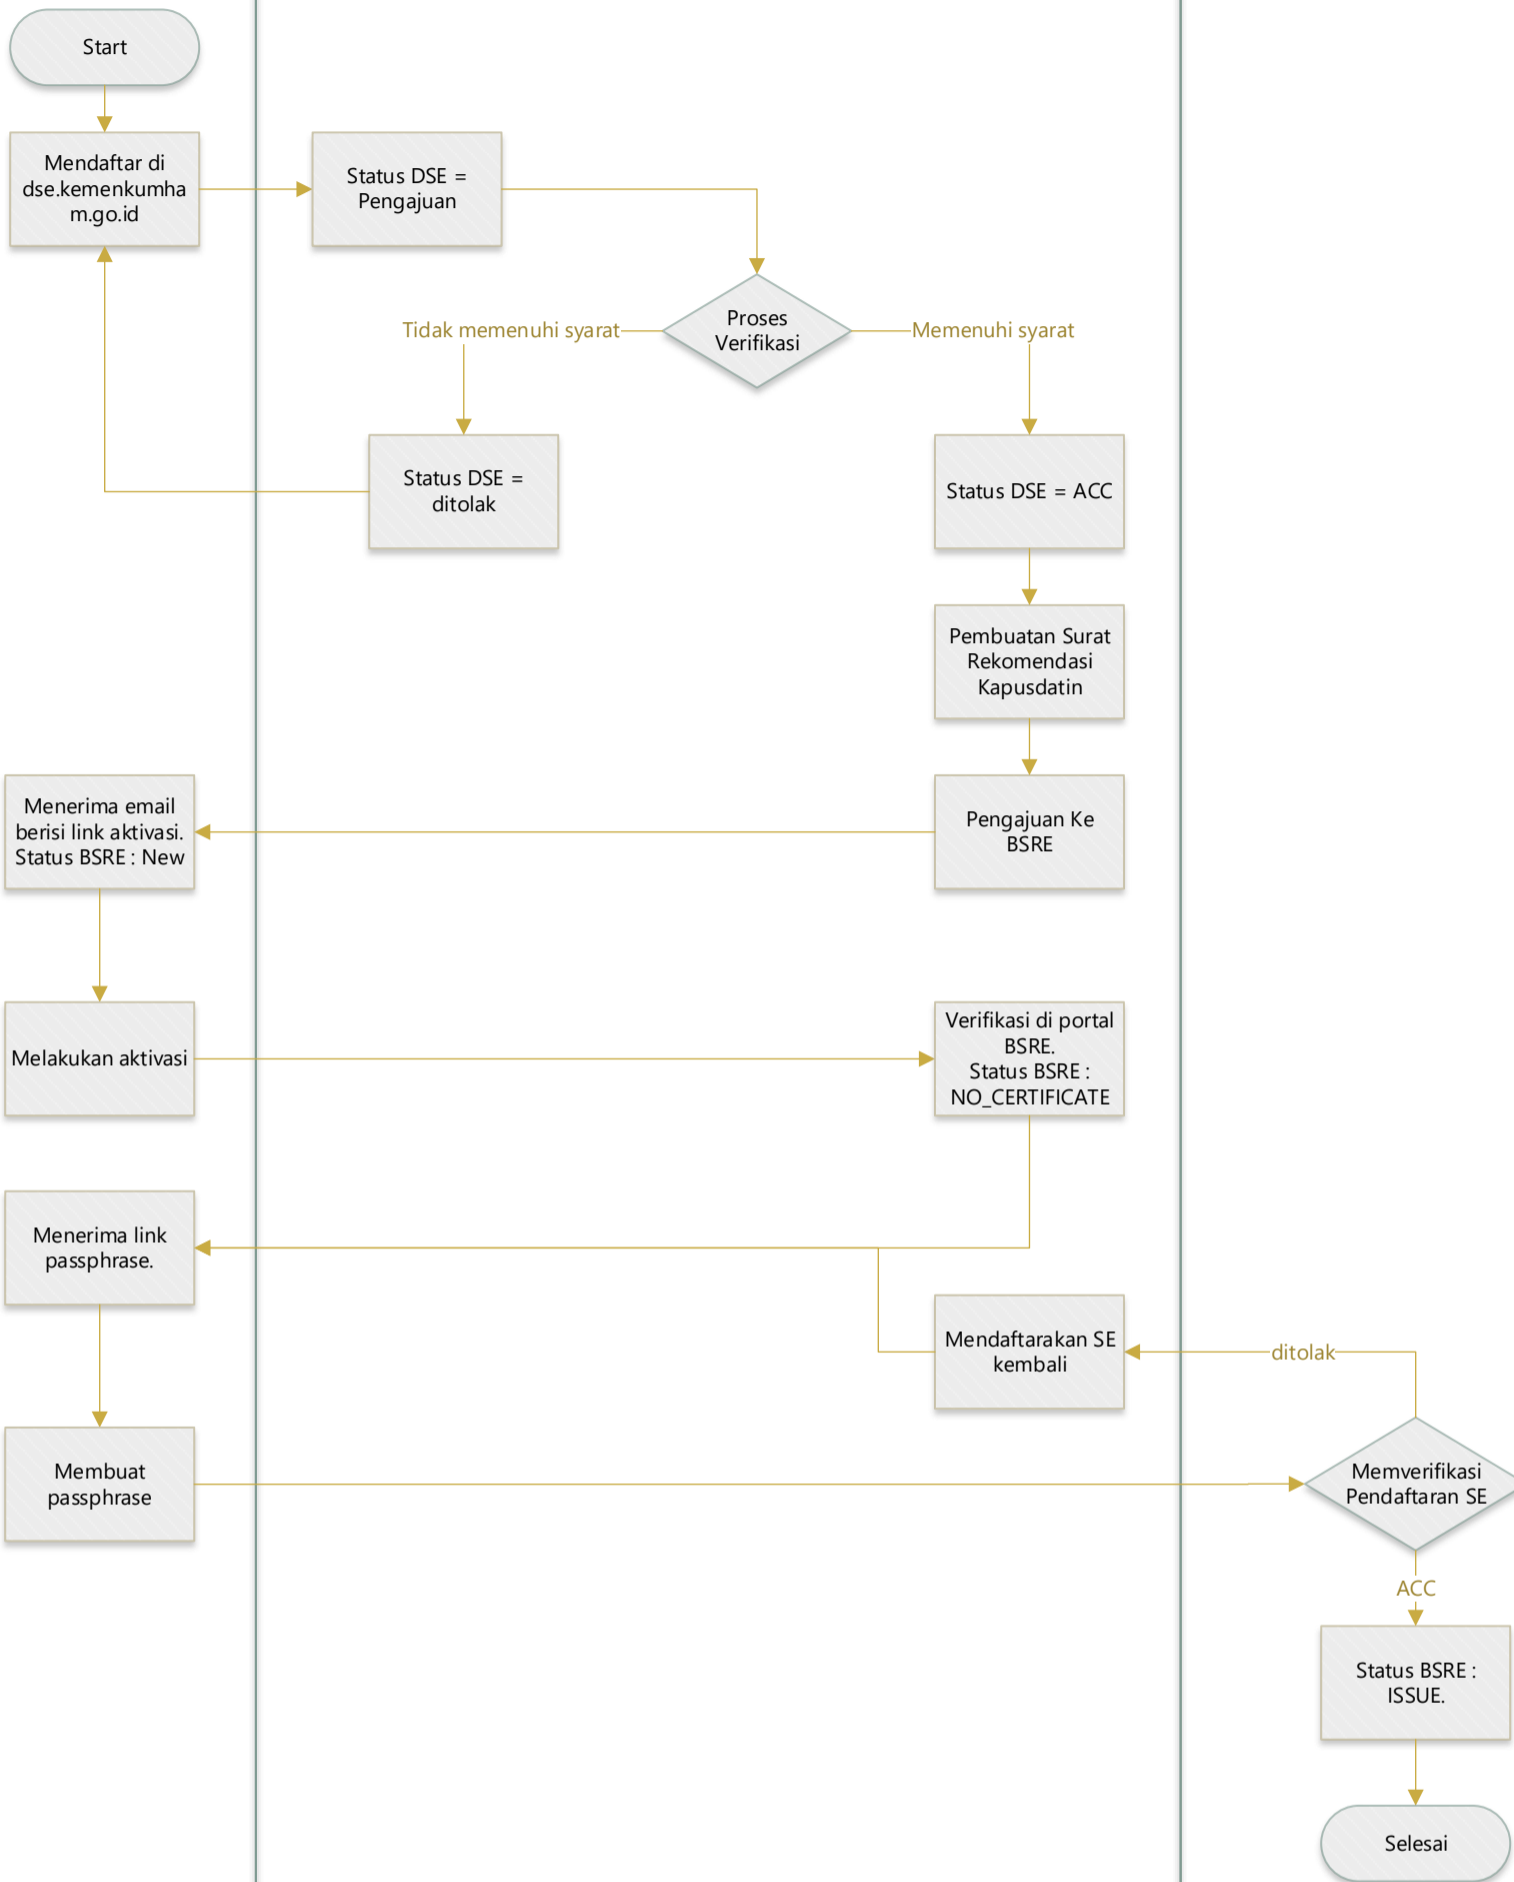 Start
Mendaftar di
dse.kemenkumha
m.go.id
Status DSE =
Pengajuan
Proses
Verifikasi
Tidak memenuhi syarat
Memenuhi syarat
Status DSE =
ditolak
Status DSE = ACC
Pembuatan Surat
Rekomendasi
Kapusdatin
Menerima email
berisi link aktivasi.
Status BSRE : New
Pengajuan Ke
BSRE
Melakukan aktivasi
Verifikasi di portal
BSRE.
Status BSRE :
NO_CERTIFICATE
Menerima link
passphrase.
Mendaftarakan SE
kembali
ditolak
Membuat
passphrase
Memverifikasi
Pendaftaran SE
ACC
Status BSRE :
ISSUE.
Selesai